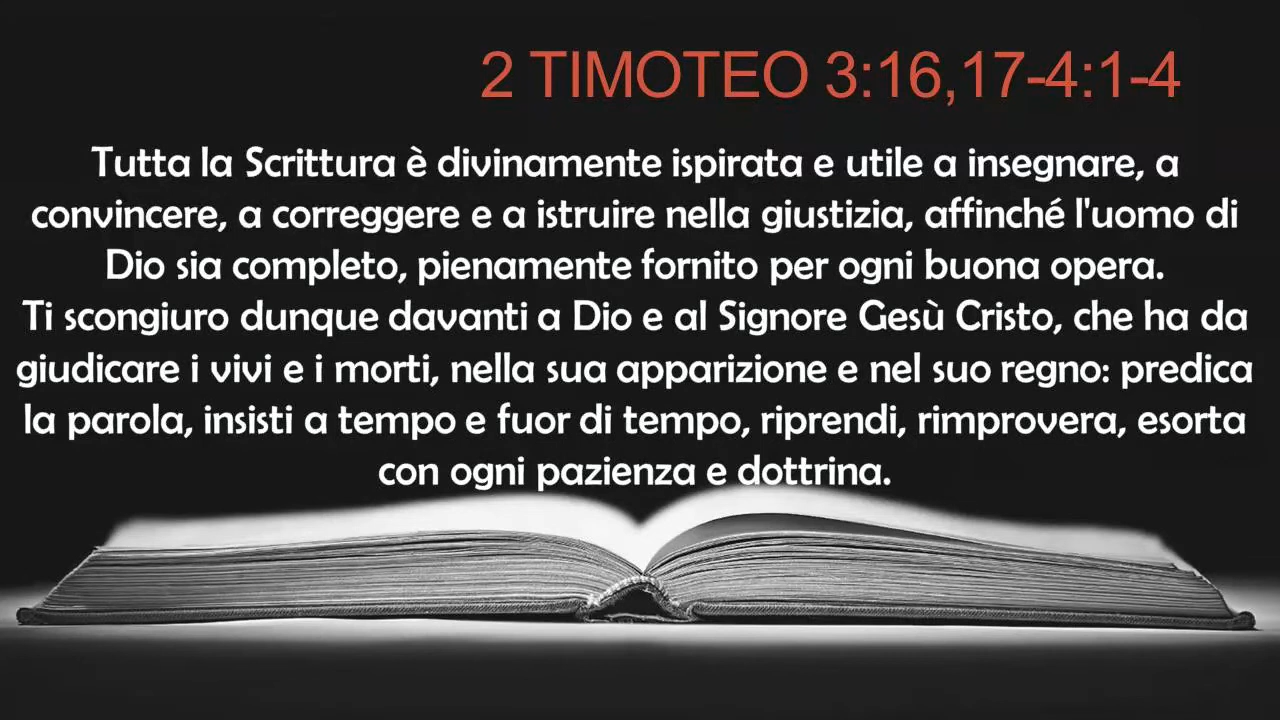 2 TIMOTEO 3:16,17-4:1-4
Tutta la Scrittura è divinamente ispirata e utile a insegnare, a
convincere, a correggere e a istruire nella giustizia, affinché l'uomo di
Dio sia completo, pienamente fornito per ogni buona opera.
Ti scongiuro dunque davanti a Dio e al Signore Gesù Cristo, che ha da
giudicare i vivi e i morti, nella sua apparizione e nel suo regno: predica
la parola, insisti a tempo e fuor di tempo, riprendi, rimprovera, esorta
con ogni pazienza e dottrina.